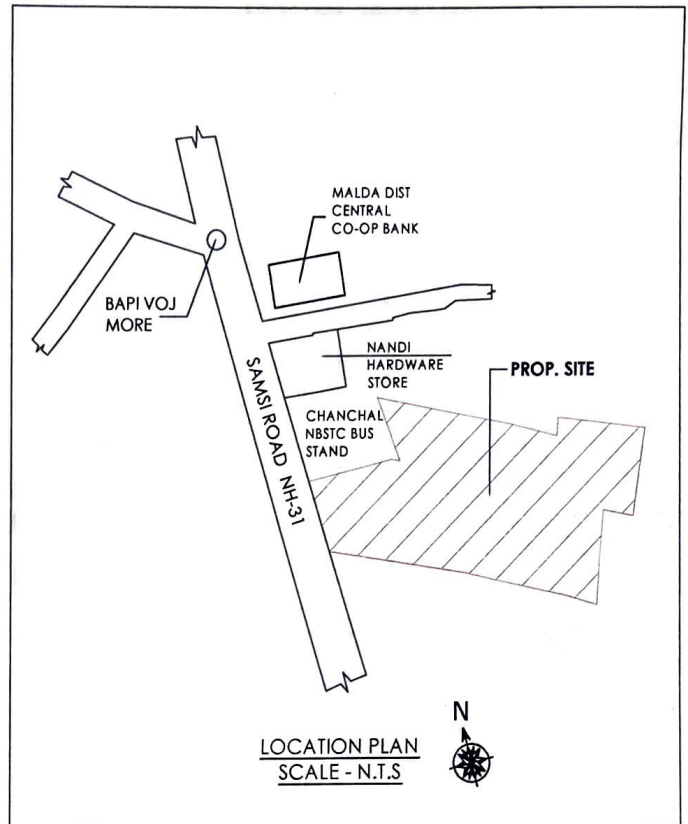 MALDA DIST
CENTRAL
CO-OP BANK
BAPI VOJ
MORE
NANDI
HARDWARE
STORE
PROP. SITE
CHANCHAL
NBSTC BUS
STAND
SAMSI ROAD NH-31
N
LOCATION PLAN
SCALE - N.T.S